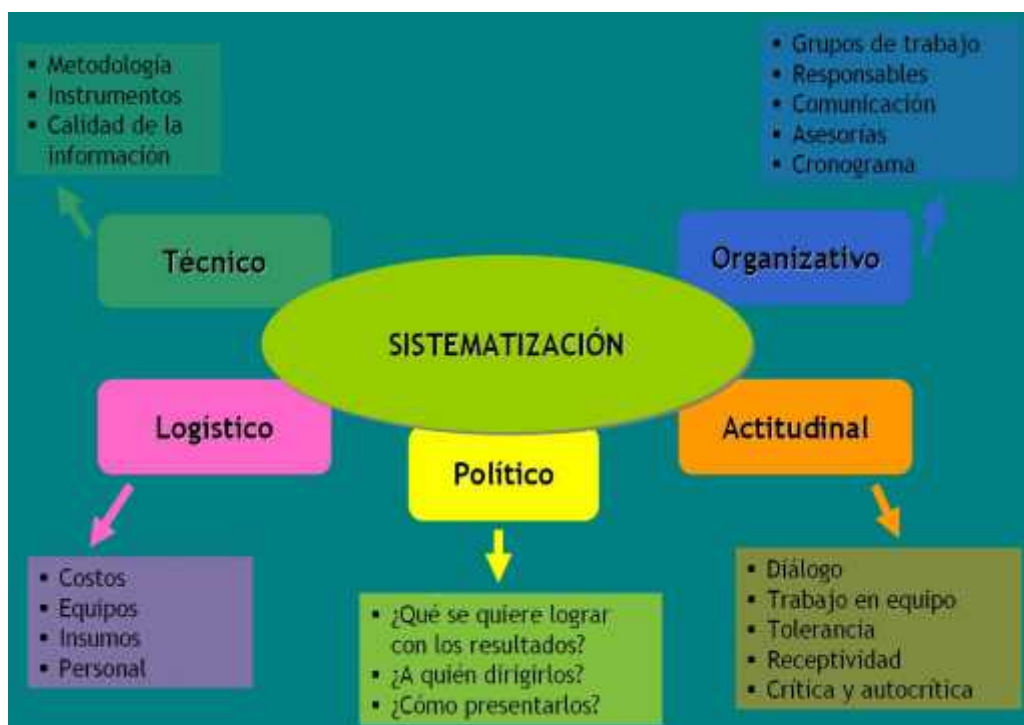 ▪ Metodología
▪ Instrumentos
▪ Calidad de la
información
▪ Grupos de trabajo
▪ Responsables
▪ Comunicación
▪ Asesorías
▪ Cronograma
Técnico
Organizativo
SISTEMATIZACIÓN
Logístico
Político
Actitudinal
▪ Costos
▪ Equipos
▪ Insumos
▪ Personal
▪ ¿Qué se quiere lograr
con los resultados?
▪ ¿A quién dirigirlos?
▪ ¿Cómo presentarlos?
▪ Diálogo
▪ Trabajo en equipo
▪ Tolerancia
▪ Receptividad
▪ Crítica y autocrítica